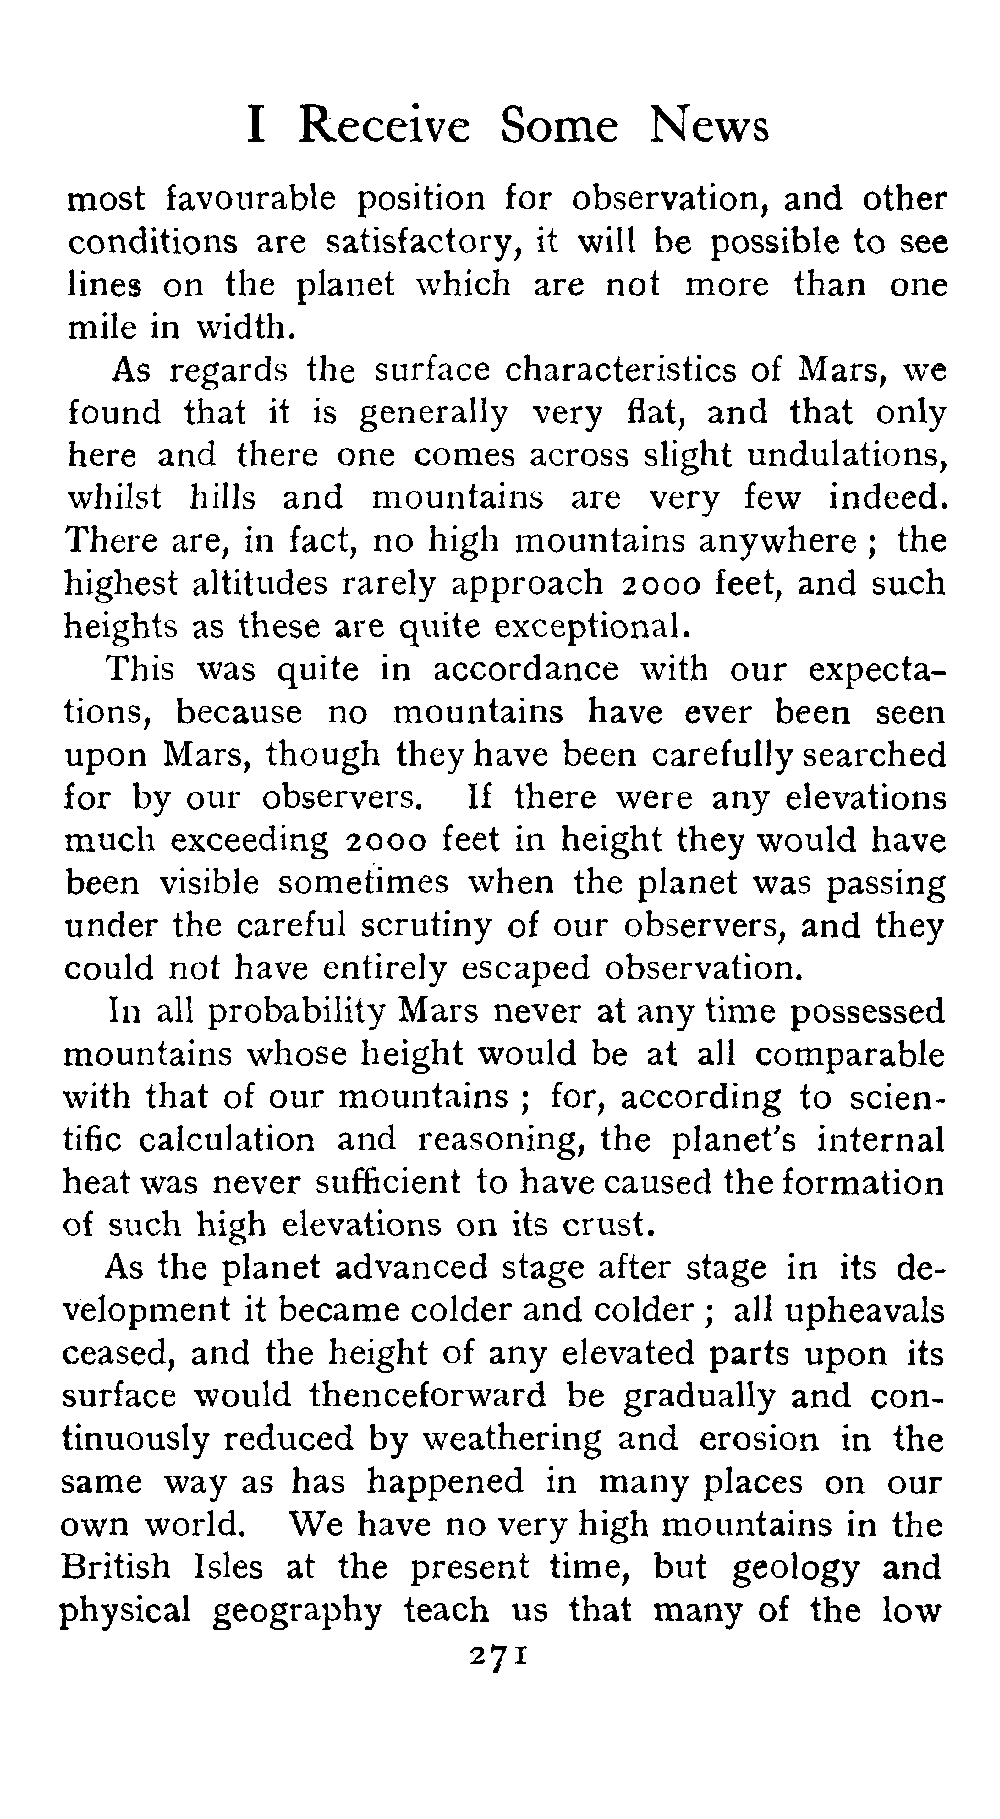 I Receive Some News
most favourable position for observation, and other
conditions are satisfactory, it will be possible to see
lines on the planet which are not more than one
mile in width.
As regards the surface characteristics of Mars, we
found that it is generally very flat, and that only
here and there one comes across slight undulations,
whilst hills and mountains are very few indeed.
There are, in fact, no high mountains anywhere ; the
highest altitudes rarely approach 2000 feet, and such
heights as these are quite exceptional.
This was quite in accordance with our expecta-
tions, because no mountains have ever been seen
upon Mars, though they have been carefully searched
for by our observers. If there were any elevations
much exceeding 2000 feet in height they would have
been visible sometimes when the planet was passing
under the careful scrutiny of our observers, and they
could not have entirely escaped observation.
In all probability Mars never at any time possessed
mountains whose height would be at all comparable
with that of our mountains ; for, according to scien-
tific calculation and reasoning, the planet's internal
heat was never sufficient to have caused the formation
of such high elevations on its crust.
As the planet advanced stage after stage in its de-
velopment it became colder and colder ; all upheavals
ceased, and the height of any elevated parts upon its
surface would thenceforward be gradually and con-
tinuously reduced by weathering and erosion in the
same way as has happened in many places on our
own world. We have no very high mountains in the
British Isles at the present time, but geology and
physical geography teach us that many of the low
271